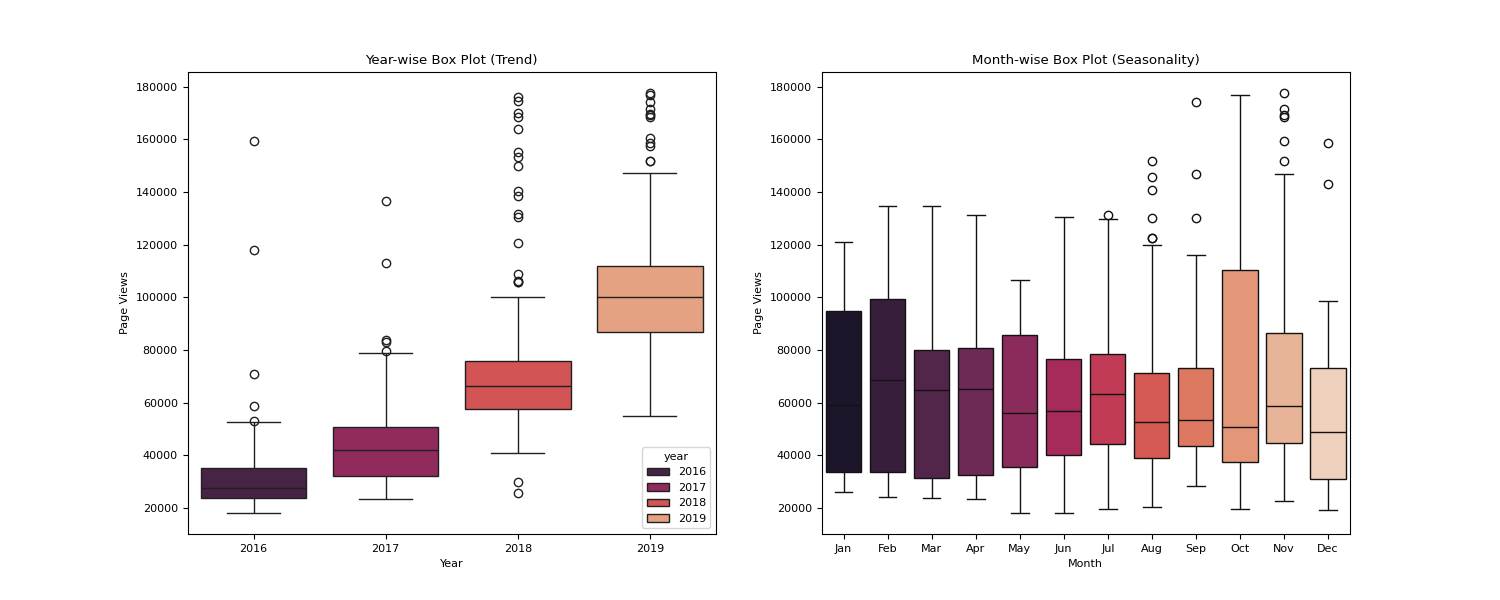 Year-wise Box Plot (Trend)
Page Views
180000
160000
140000
120000
100000
80000
60000
40000
20000
2016
2017
2018
2019
Year
year
2016
2017
2018
2019
Month-wise Box Plot (Seasonality)
Page Views
180000
160000
140000
120000
100000
80000
60000
40000
20000
Jan
Feb
Mar
Apr
May
Jun
Jul
Aug
Sep
Oct
Nov
Dec
Month